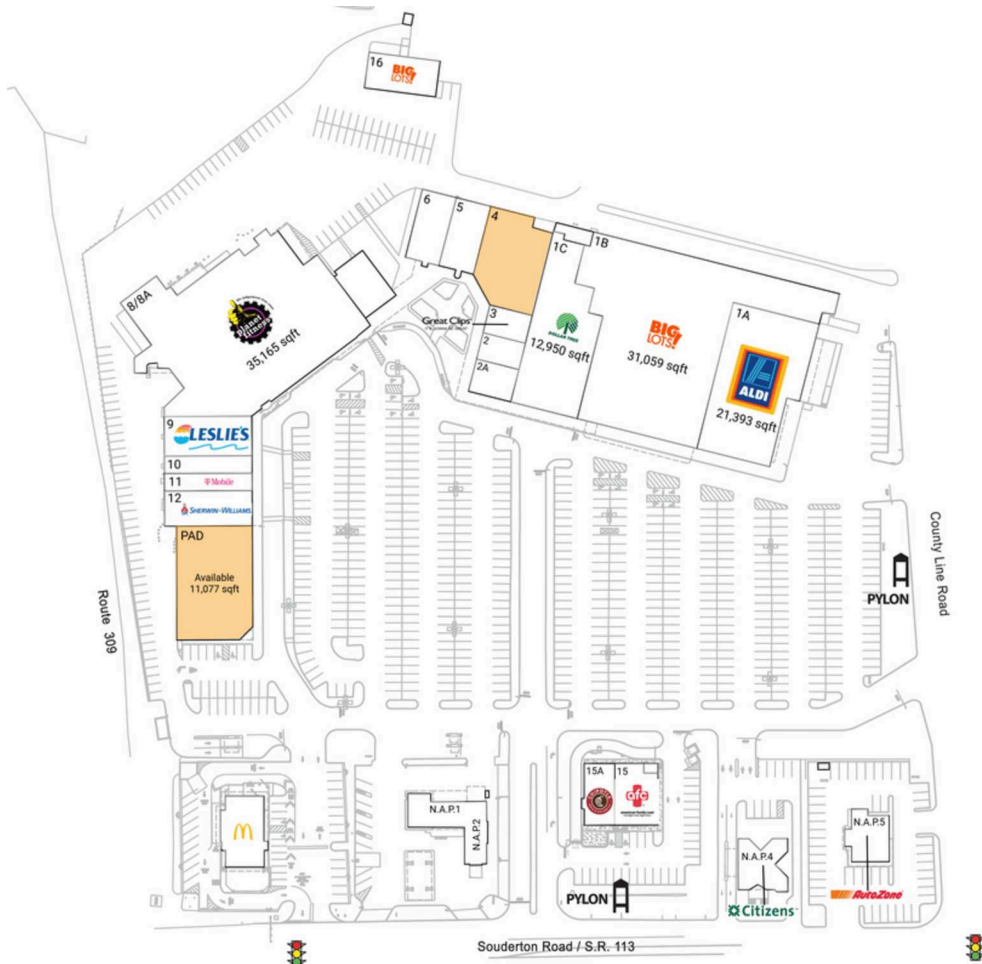 16
BIG
LOTS!
6
5
4
1C
1B
1A
8/8A
planet
fitness
35,165 sqft
Great Clips
3
2
2A
DOLLAR TREE
12,950 sqft
BIG
LOTS!
31,059 sqft
ALDI
21,393 sqft
9
LESLIE'S
10
11
T Mobile
12
SHERWIN-WILLIAMS
PAD
Available
11,077 sqft
Route 309
County Line Road
PYLON
15A
15
afc
N.A.P.1
N.A.P.2
N.A.P.4
N.A.P.5
PYLON
Citizens
AutoZone
Souderton Road / S.R. 113